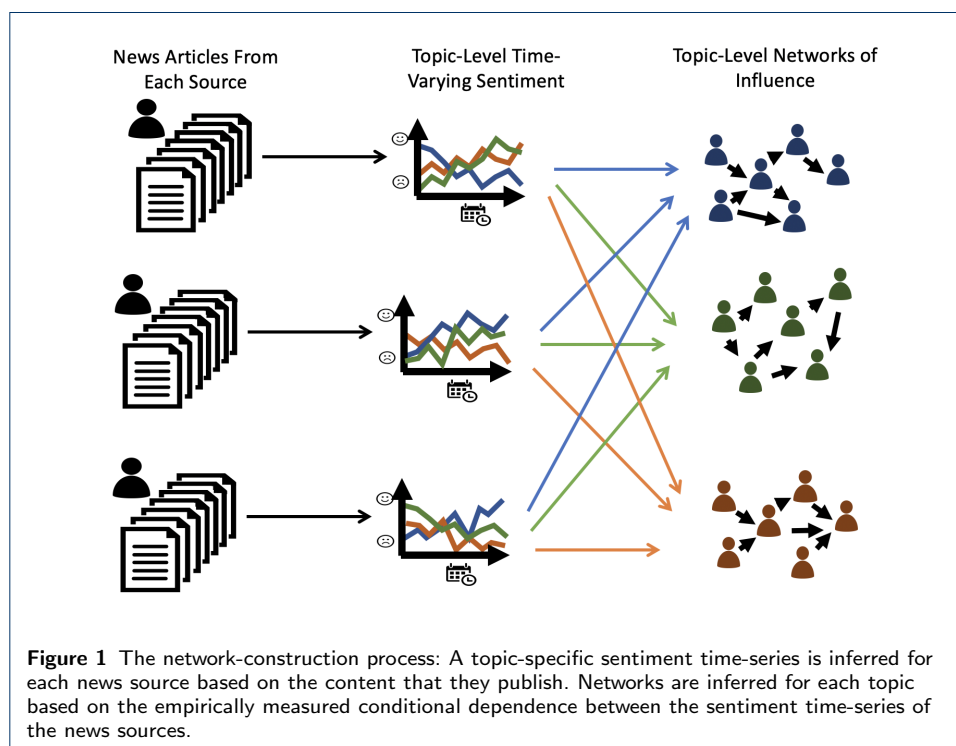 News Articles From
Each Source
Topic-Level Time-
Varying Sentiment
Topic-Level Networks of
Influence
Figure 1 The network-construction process: A topic-specific sentiment time-series is inferred for
each news source based on the content that they publish. Networks are inferred for each topic
based on the empirically measured conditional dependence between the sentiment time-series of
the news sources.